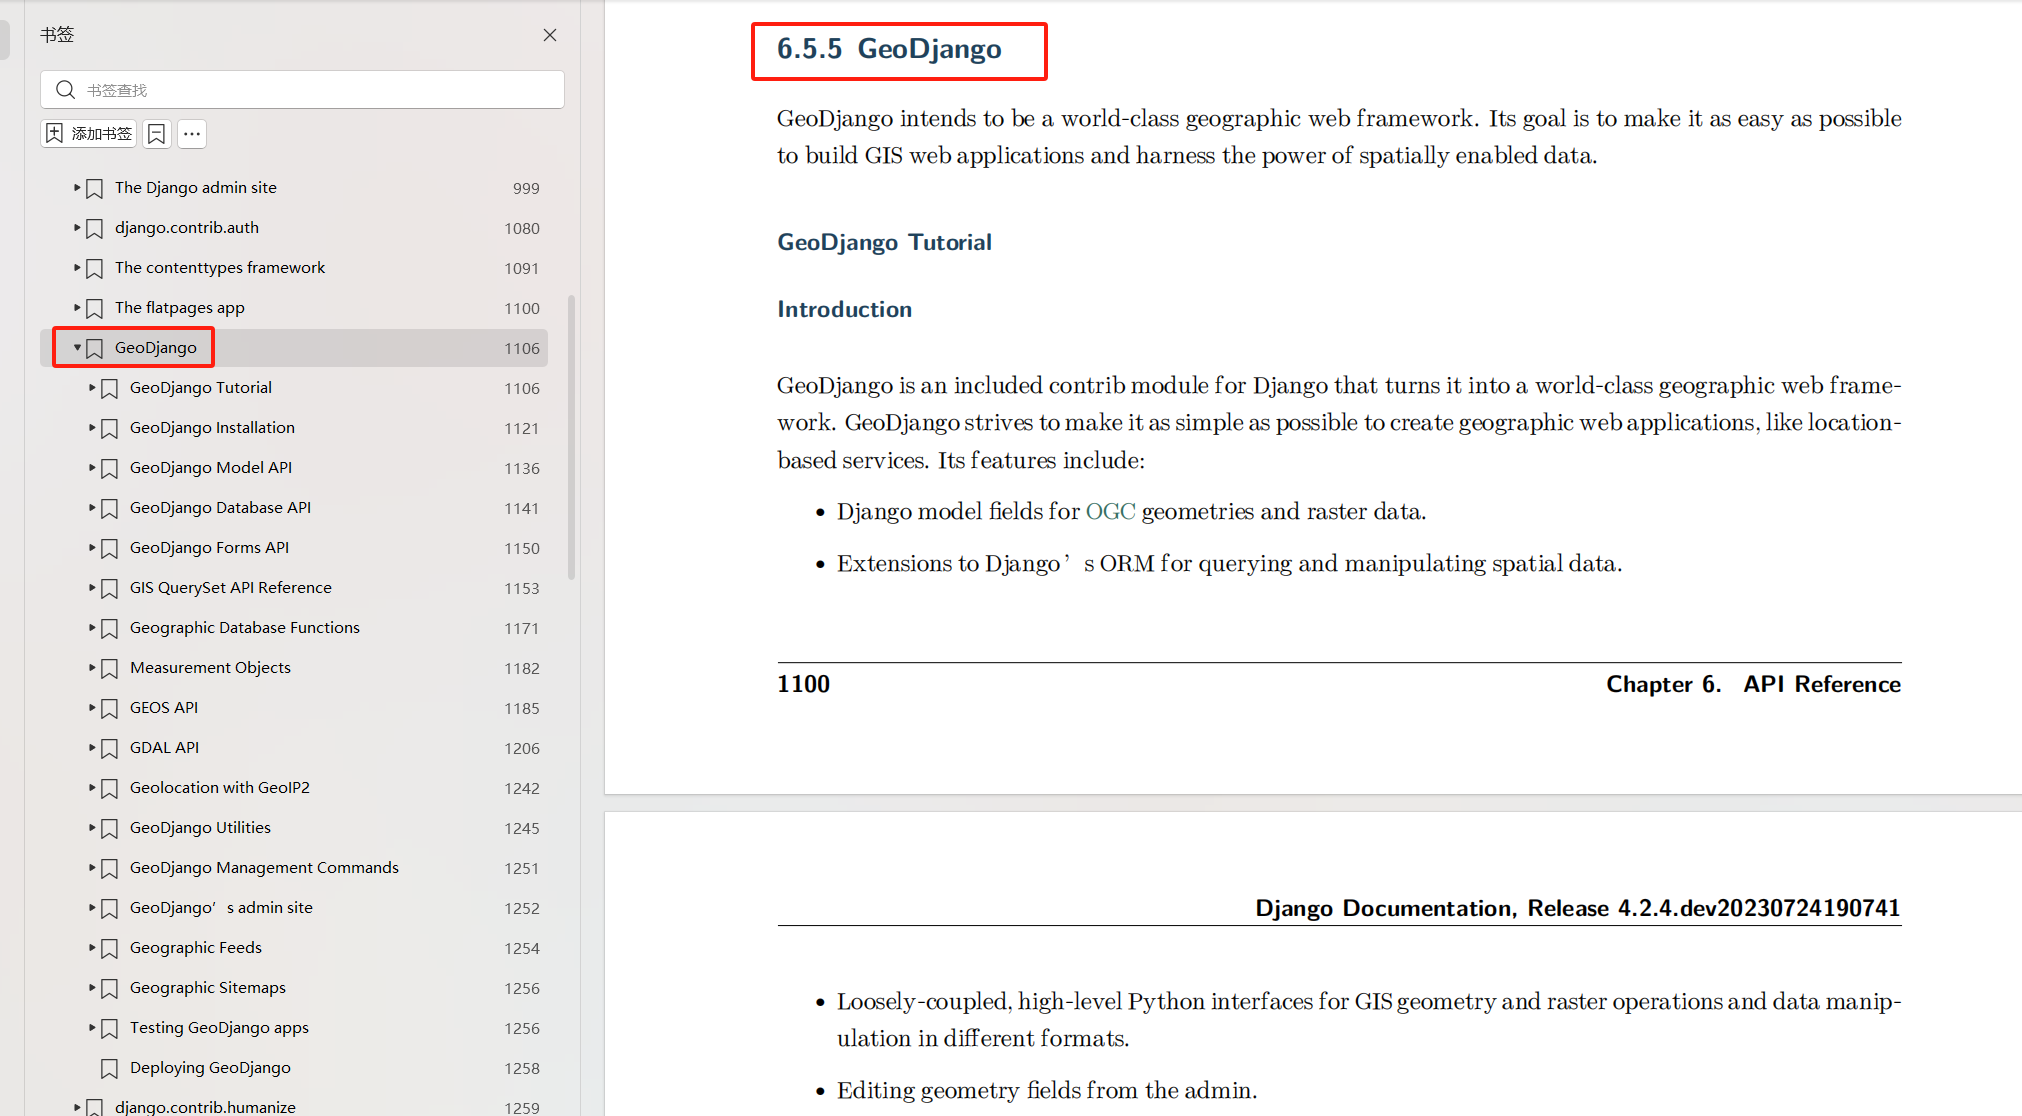 书签
书签查找
添加书签
The Django admin site 999
django.contrib.auth 1080
The contenttypes framework 1091
The flatpages app 1100
GeoDjango 1106
GeoDjango Tutorial 1106
GeoDjango Installation 1121
GeoDjango Model API 1136
GeoDjango Database API 1141
GeoDjango Forms API 1150
GIS QuerySet API Reference 1153
Geographic Database Functions 1171
Measurement Objects 1182
GEOS API 1185
GDAL API 1206
Geolocation with GeoIP2 1242
GeoDjango Utilities 1245
GeoDjango Management Commands 1251
GeoDjango’s admin site 1252
Geographic Feeds 1254
Geographic Sitemaps 1256
Testing GeoDjango apps 1256
Deploying GeoDjango 1258
django.contrib.humanize 1259
6.5.5 GeoDjango
GeoDjango intends to be a world-class geographic web framework. Its goal is to make it as easy as possible
to build GIS web applications and harness the power of spatially enabled data.
GeoDjango Tutorial
Introduction
GeoDjango is an included contrib module for Django that turns it into a world-class geographic web frame-
work. GeoDjango strives to make it as simple as possible to create geographic web applications, like location-
based services. Its features include:
• Django model fields for OGC geometries and raster data.
• Extensions to Django’s ORM for querying and manipulating spatial data.
1100 Chapter 6. API Reference
Django Documentation, Release 4.2.4.dev20230724190741
• Loosely-coupled, high-level Python interfaces for GIS geometry and raster operations and data manip-
ulation in different formats.
• Editing geometry fields from the admin.